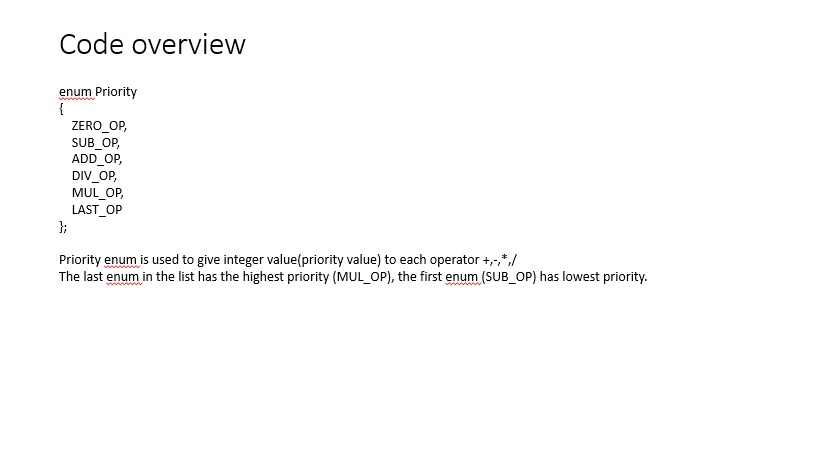 Code overview
enum Priority
{
ZERO_OP,
SUB_OP,
ADD_OP,
DIV_OP,
MUL_OP,
LAST_OP
};
Priority enum is used to give integer value(priority value) to each operator +,-,*,/
The last enum in the list has the highest priority (MUL_OP), the first enum (SUB_OP) has lowest priority.